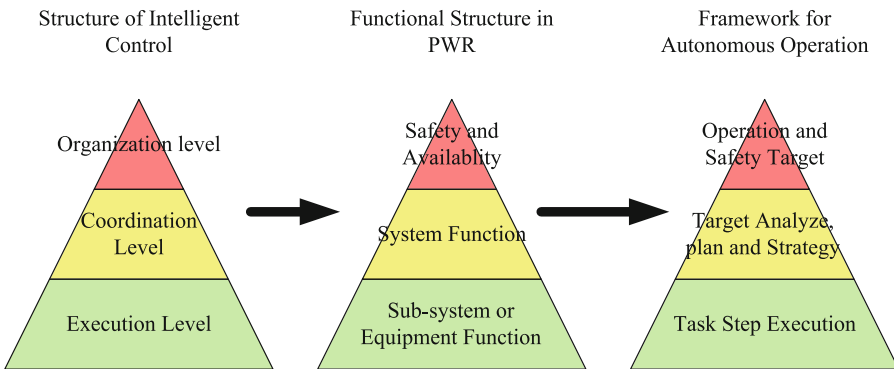 Structure of Intelligent
Control
Organization level
Coordination
Level
Execution Level
Functional Structure in
PWR
Safety and
Availablity
System Function
Sub-system or
Equipment Function
Framework for
Autonomous Operation
Operation and
Safety Target
Target Analyze,
plan and Strategy
Task Step Execution